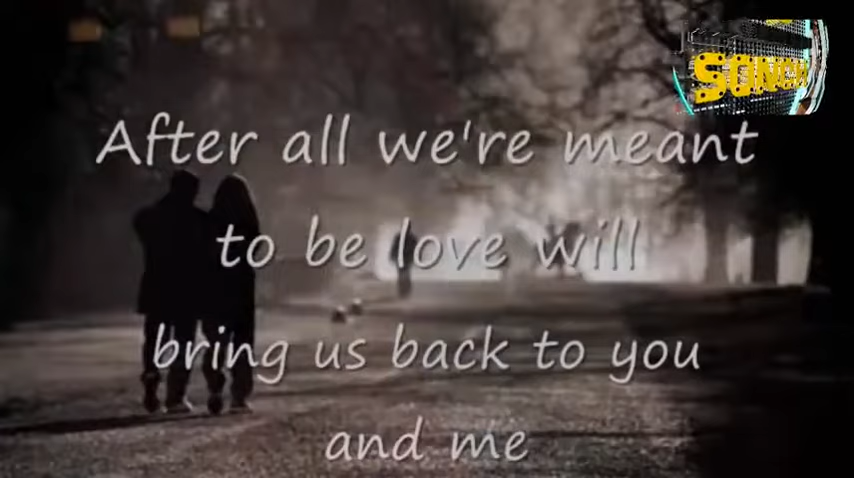 After all we're meant
to be love will
bring us back to you
and me